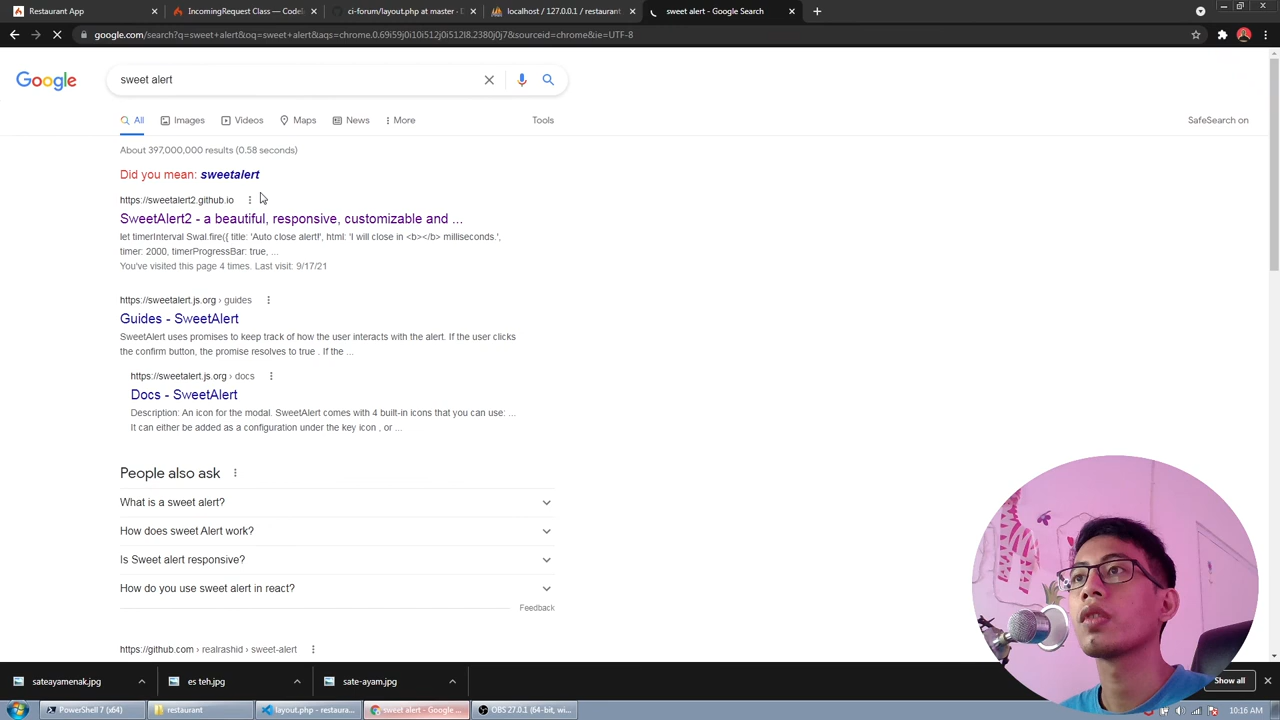 Restaurant App
IncomingRequest Class — Codei
ci-forum/layout.php at master · D
localhost / 127.0.0.1 / restaurant
sweet alert - Google Search
google.com/search?q=sweet+alert&oq=sweet+alert&aqs=chrome.0.69i59j0i10i512j0i512l8.2380j0j7&sourceid=chrome&ie=UTF-8
Google
sweet alert
All
Images
Videos
Maps
News
More
Tools
SafeSearch on
About 397,000,000 results (0.58 seconds)
Did you mean: sweetalert
https://sweetalert2.github.io
SweetAlert2 - a beautiful, responsive, customizable and ...
let timerInterval Swal.fire({ title: 'Auto close alert!', html: 'I will close in <b></b> milliseconds.',
timer: 2000, timerProgressBar: true, ...
You've visited this page 4 times. Last visit: 9/17/21
https://sweetalert.js.org › guides
Guides - SweetAlert
SweetAlert uses promises to keep track of how the user interacts with the alert. If the user clicks
the confirm button, the promise resolves to true . If the ...
https://sweetalert.js.org › docs
Docs - SweetAlert
Description: An icon for the modal. SweetAlert comes with 4 built-in icons that you can use: ...
It can either be added as a configuration under the key icon , or ...
People also ask
What is a sweet alert?
How does sweet Alert work?
Is Sweet alert responsive?
How do you use sweet alert in react?
Feedback
https://github.com › realrashid › sweet-alert
sateayamenak.jpg
es teh.jpg
sate-ayam.jpg
Show all
PowerShell 7 (x64)
restaurant
layout.php - restaura...
sweet alert - Google ...
OBS 27.0.1 (64-bit, wi...
10:16 AM